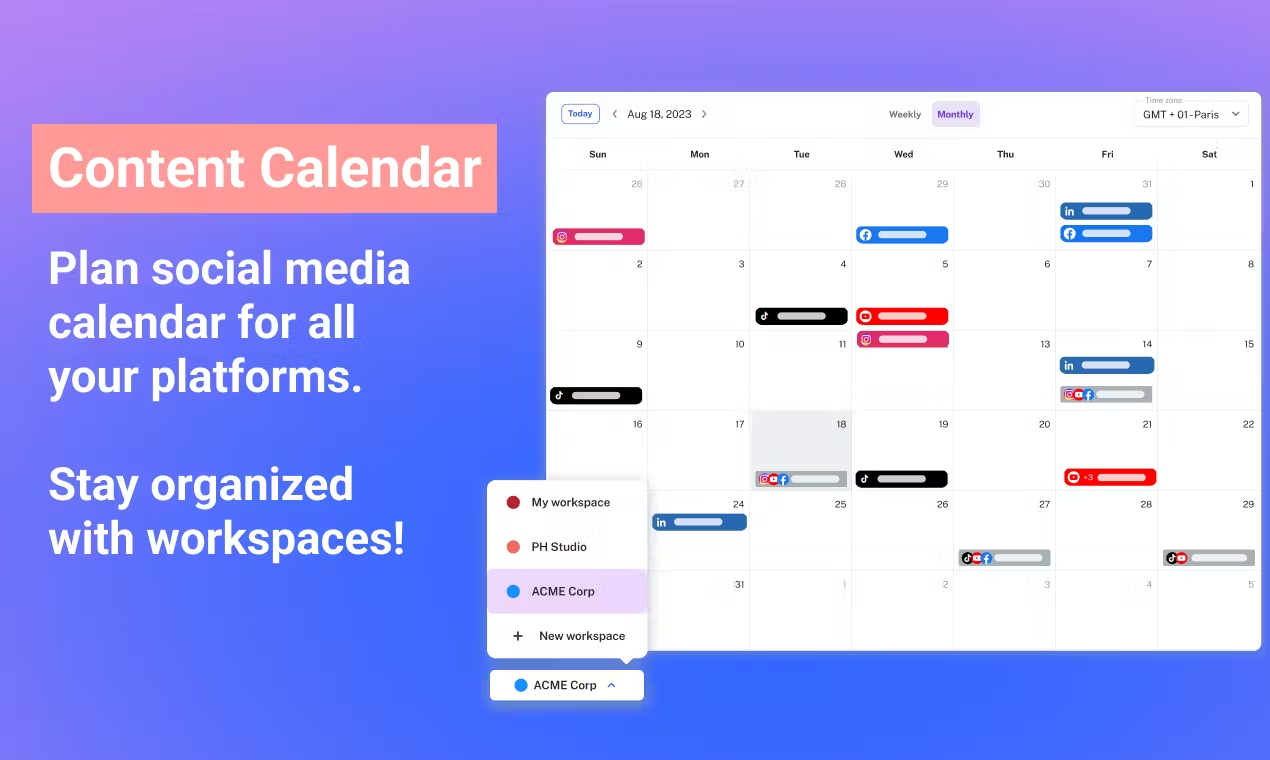 Content Calendar
Plan social media
calendar for all
your platforms.
Stay organized
with workspaces!
Today
Aug 18, 2023
Weekly
Monthly
Time zone
GMT + 01 - Paris
Sun Mon Tue Wed Thu Fri Sat
26 27 28 29 30 31 1
in
2 3 4 5 6 7 8
9 10 11 13 14 15
in
16 17 18 19 20 21 22
+3
24 25 26 27 28 29
in
31 1 2 3 4 5
My workspace
PH Studio
ACME Corp
+ New workspace
ACME Corp